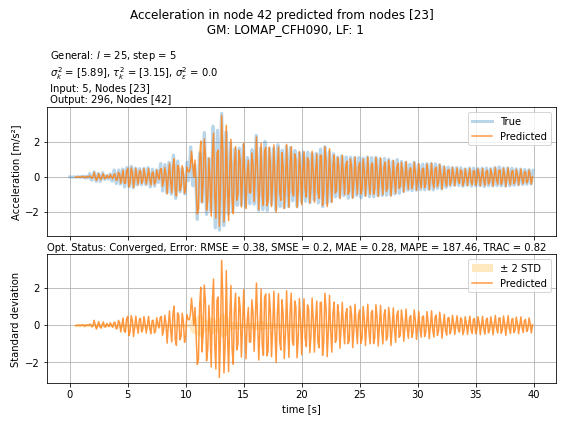 Acceleration in node 42 predicted from nodes [23]
GM: LOMAP_CFH090, LF: 1
General: l = 25, step = 5
σ²ₖ = [5.89], τ²ₖ = [3.15], σ²ₑ = 0.0
Input: 5, Nodes [23]
Output: 296, Nodes [42]
Acceleration [m/s²]
2
0
−2
True
Predicted
Opt. Status: Converged, Error: RMSE = 0.38, SMSE = 0.2, MAE = 0.28, MAPE = 187.46, TRAC = 0.82
Standard deviation
2
0
−2
± 2 STD
Predicted
0 5 10 15 20 25 30 35 40
time [s]